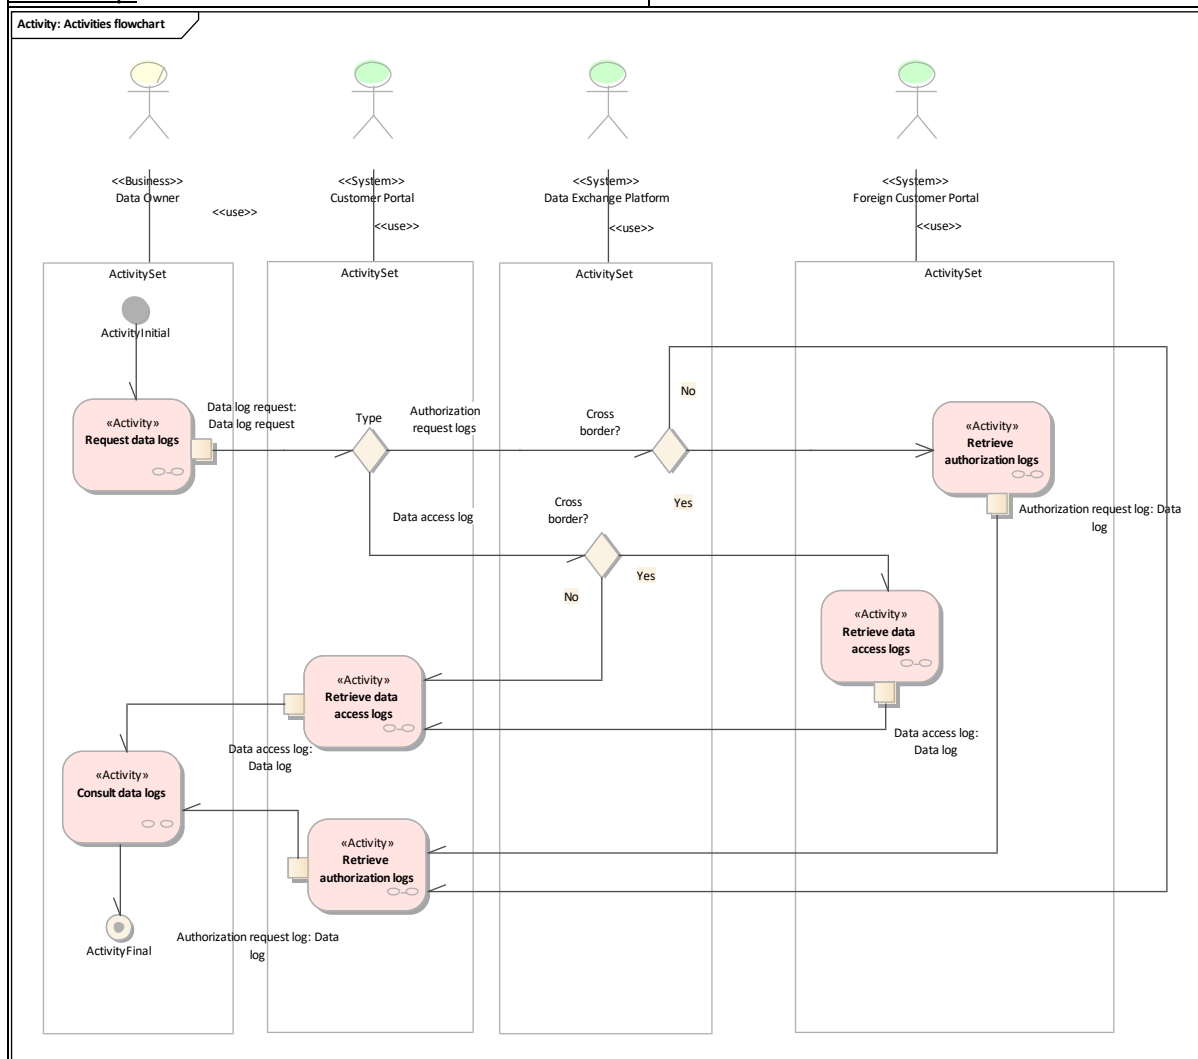 Activity: Activities flowchart
<<Business>>
Data Owner
<<use>>
<<System>>
Customer Portal
<<use>>
<<System>>
Data Exchange Platform
<<use>>
<<System>>
Foreign Customer Portal
<<use>>
ActivitySet
ActivitySet
ActivitySet
ActivitySet
ActivityInitial
«Activity»
Request data logs
Data log request:
Data log request
Type
Authorization
request logs
Cross
border?
No
Yes
«Activity»
Retrieve
authorization logs
Authorization request log: Data
log
Data access log
Cross
border?
Yes
No
«Activity»
Retrieve data
access logs
Data access log:
Data log
«Activity»
Retrieve data
access logs
Data access log:
Data log
«Activity»
Consult data logs
«Activity»
Retrieve
authorization logs
Authorization request log: Data
log
ActivityFinal